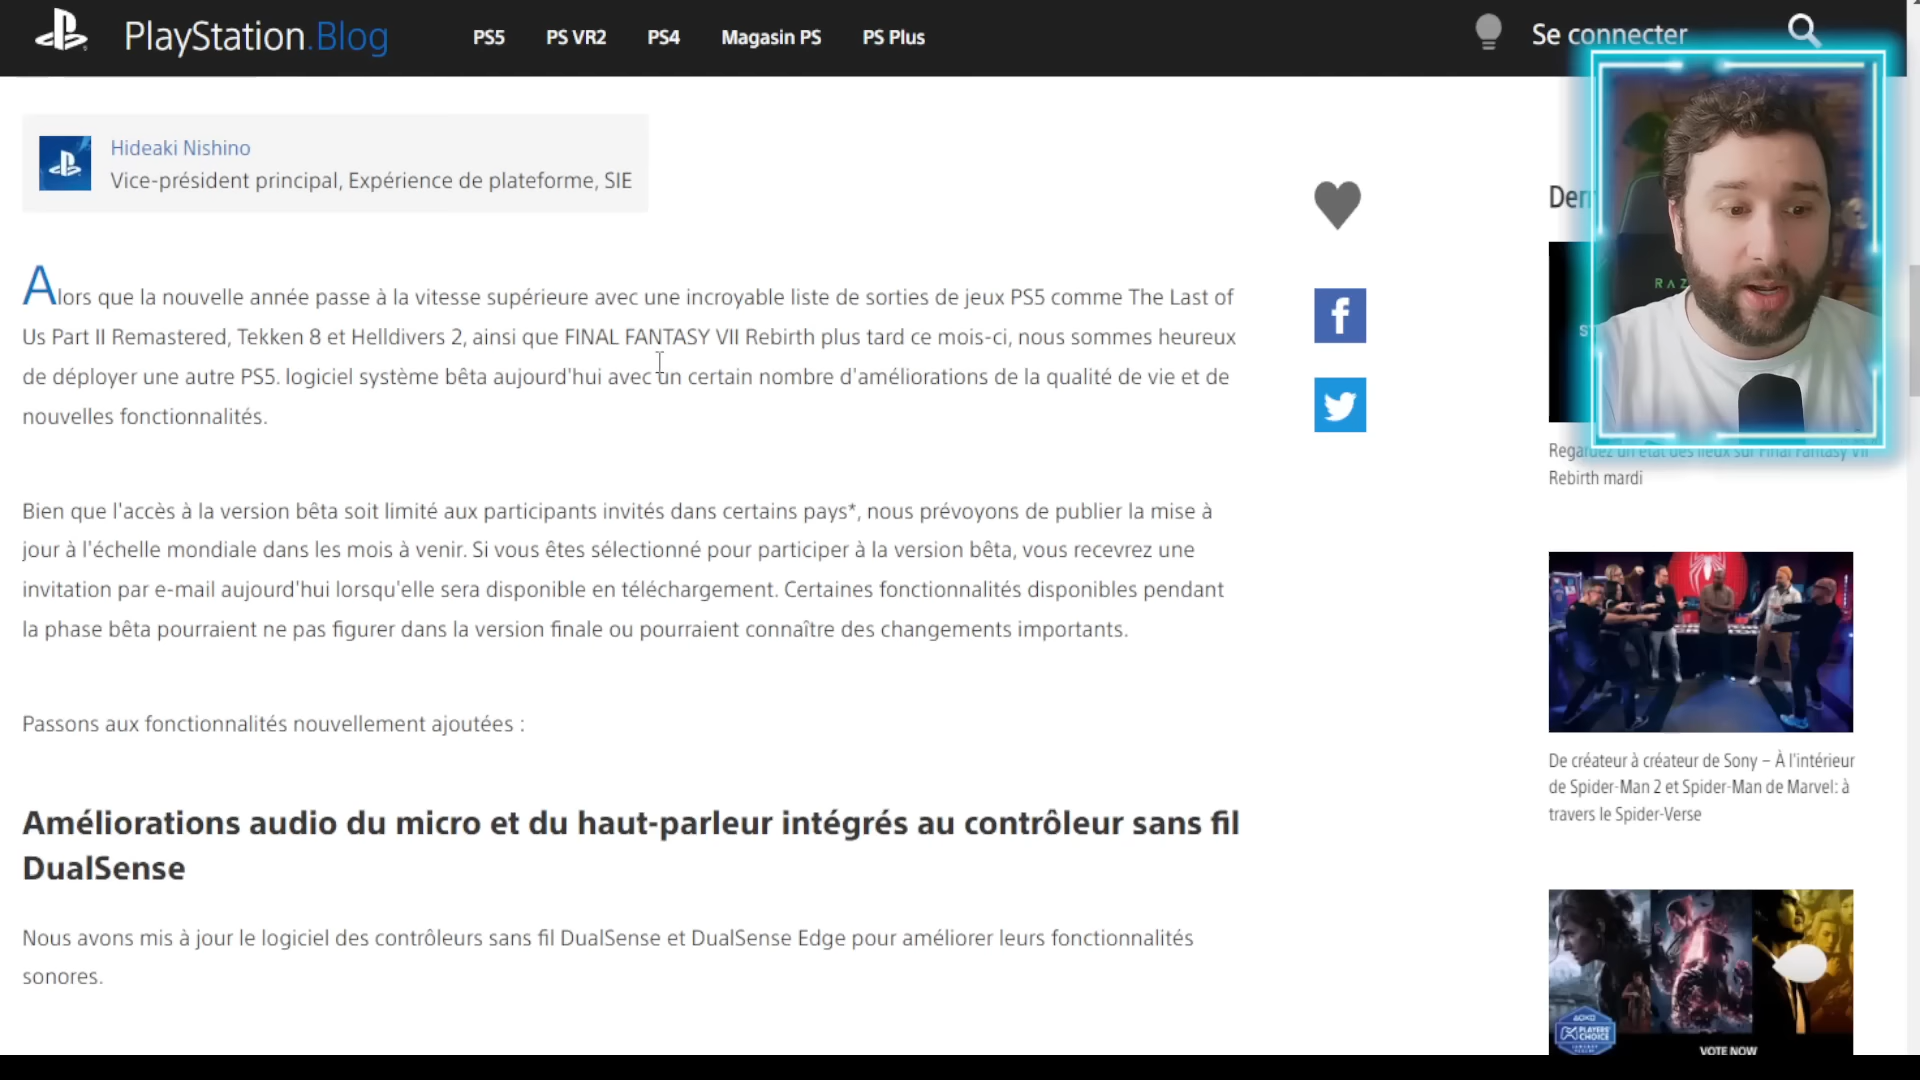 PlayStation.Blog
PS5
PS VR2
PS4
Magasin PS
PS Plus
Se connecter
Hideaki Nishino
Vice-président principal, Expérience de plateforme, SIE
Alors que la nouvelle année passe à la vitesse supérieure avec une incroyable liste de sorties de jeux PS5 comme The Last of
Us Part II Remastered, Tekken 8 et Helldivers 2, ainsi que FINAL FANTASY VII Rebirth plus tard ce mois-ci, nous sommes heureux
de déployer une autre PS5. logiciel système bêta aujourd'hui avec un certain nombre d'améliorations de la qualité de vie et de
nouvelles fonctionnalités.
Bien que l'accès à la version bêta soit limité aux participants invités dans certains pays*, nous prévoyons de publier la mise à
jour à l'échelle mondiale dans les mois à venir. Si vous êtes sélectionné pour participer à la version bêta, vous recevrez une
invitation par e-mail aujourd'hui lorsqu'elle sera disponible en téléchargement. Certaines fonctionnalités disponibles pendant
la phase bêta pourraient ne pas figurer dans la version finale ou pourraient connaître des changements importants.
Passons aux fonctionnalités nouvellement ajoutées :
Améliorations audio du micro et du haut-parleur intégrés au contrôleur sans fil
DualSense
Nous avons mis à jour le logiciel des contrôleurs sans fil DualSense et DualSense Edge pour améliorer leurs fonctionnalités
sonores.
Regardez un état des lieux sur Final Fantasy VII
Rebirth mardi
De créateur à créateur de Sony – À l'intérieur
de Spider-Man 2 et Spider-Man de Marvel: à
travers le Spider-Verse
PLAYERS'
CHOICE
VOTE NOW